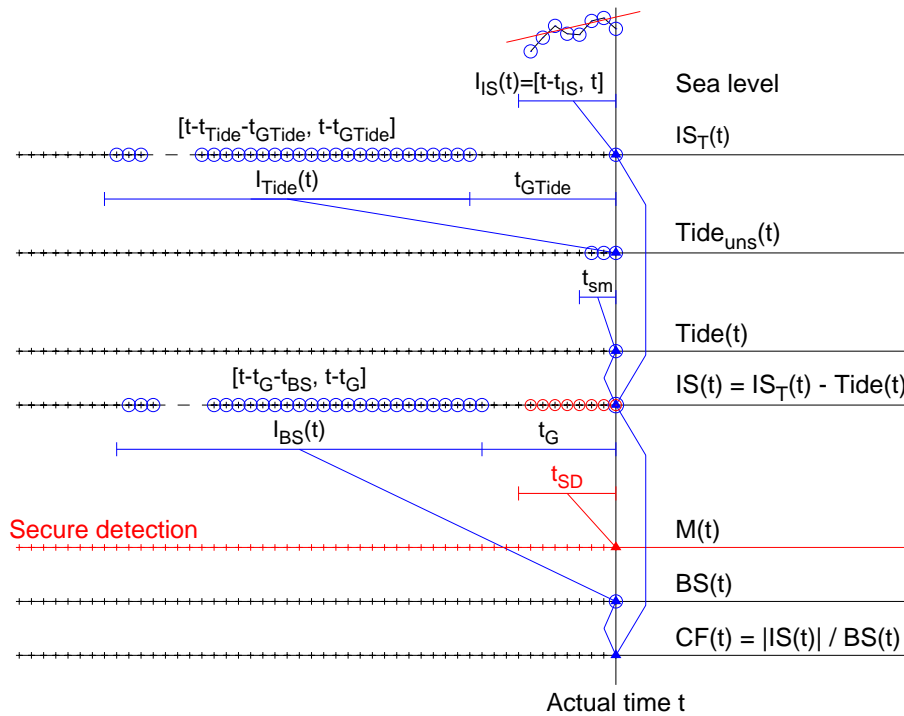 I_IS(t)=[t-t_IS, t]
Sea level
[t-t_Tide-t_GTide, t-t_GTide]
IS_T(t)
I_Tide(t)
t_GTide
Tide_uns(t)
t_sm
Tide(t)
[t-t_G-t_BS, t-t_G]
IS(t) = IS_T(t) - Tide(t)
I_BS(t)
t_G
t_SD
Secure detection
M(t)
BS(t)
CF(t) = |IS(t)| / BS(t)
Actual time t